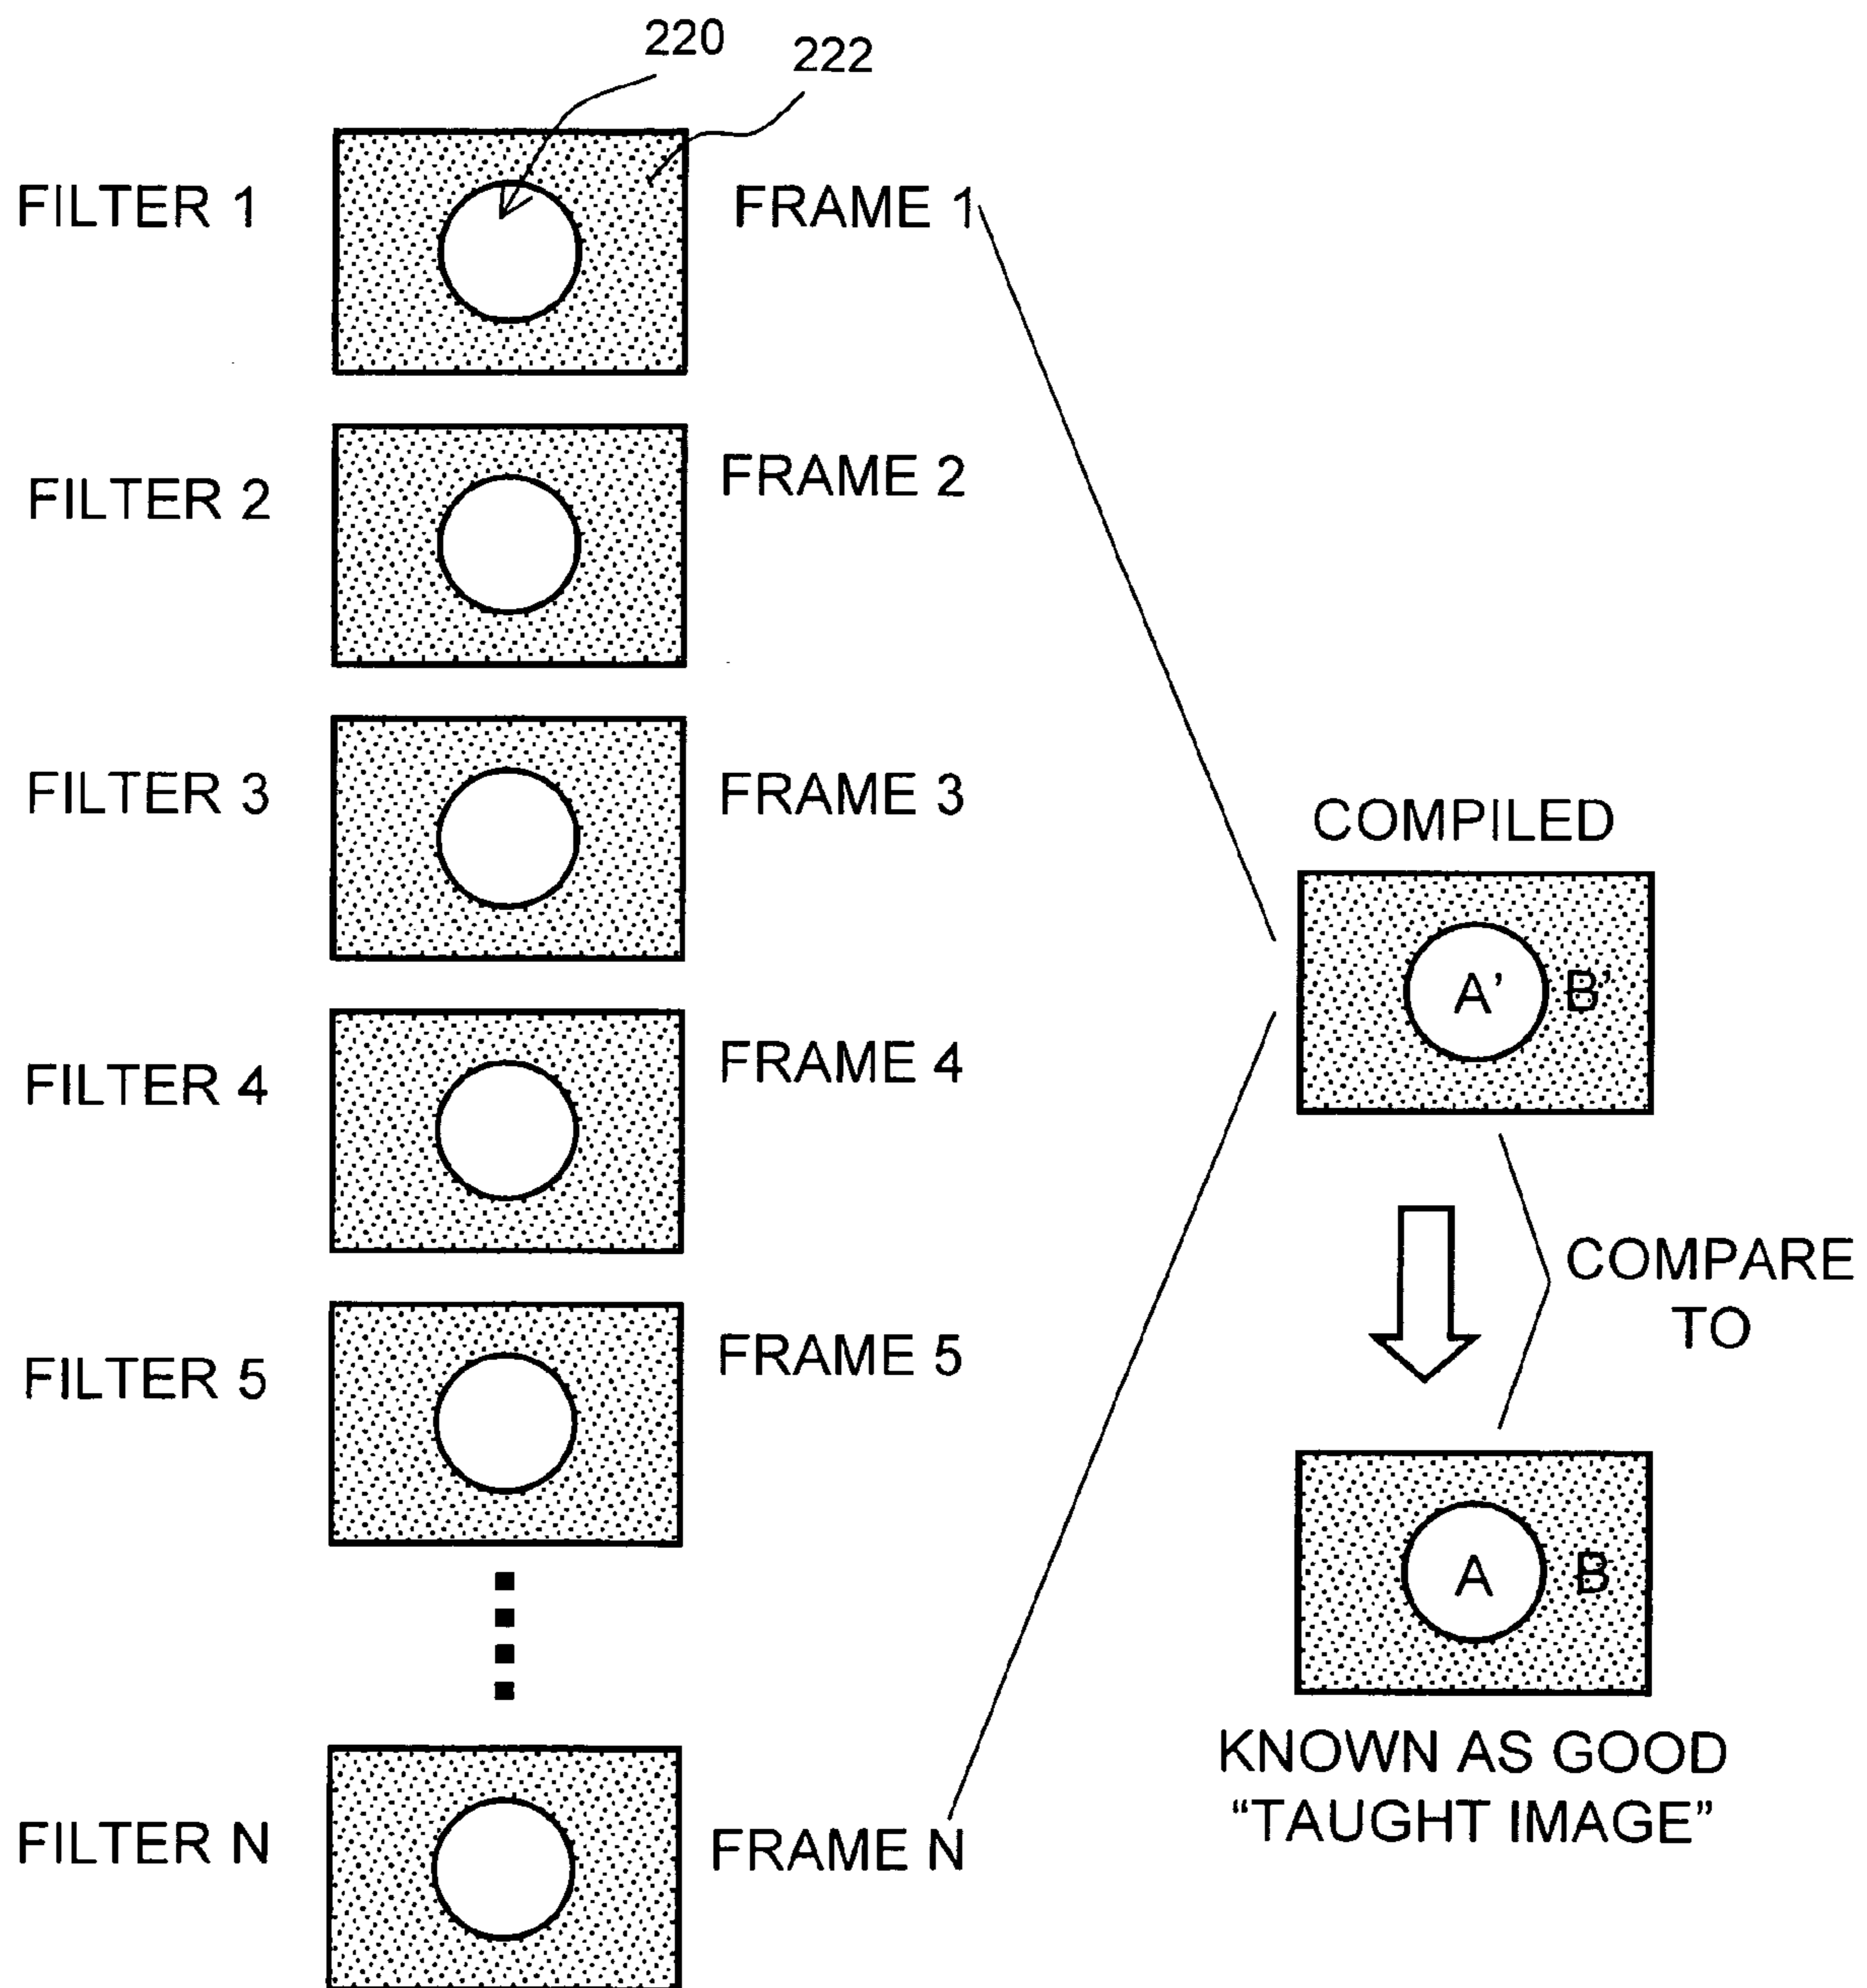 220
222
FILTER 1
FRAME 1
FILTER 2
FRAME 2
FILTER 3
FRAME 3
FILTER 4
FRAME 4
FILTER 5
FRAME 5
FILTER N
FRAME N
COMPILED
A’
B’
COMPARE
TO
A
B
KNOWN AS GOOD
“TAUGHT IMAGE”